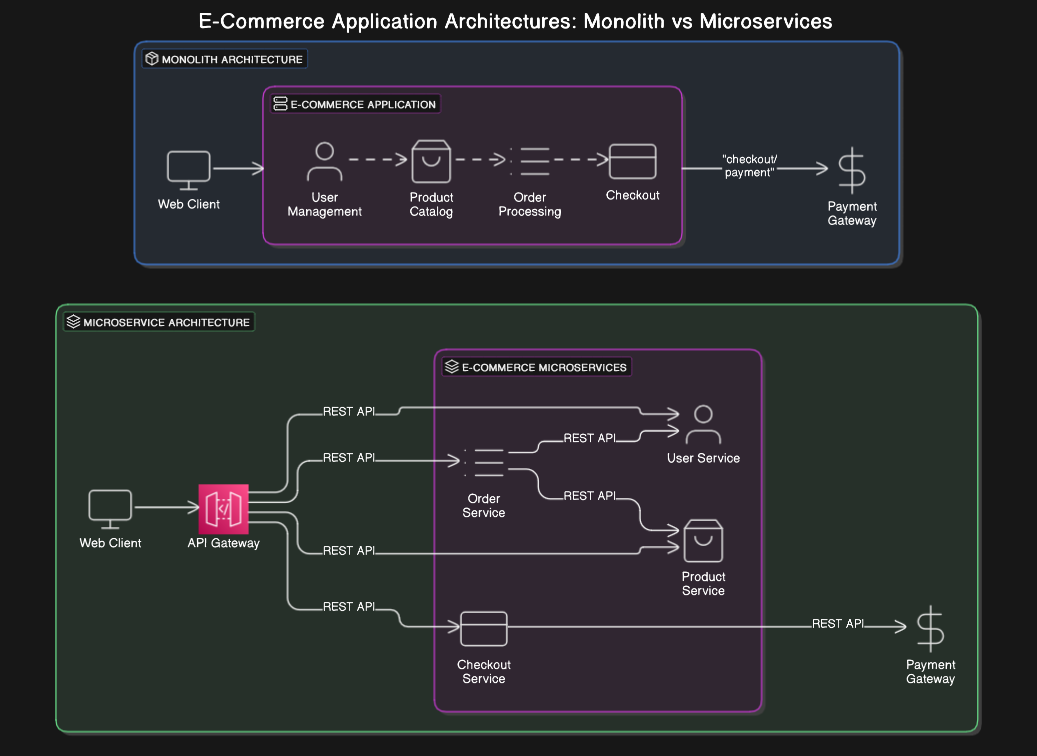 E-Commerce Application Architectures: Monolith vs Microservices
MONOLITH ARCHITECTURE
E-COMMERCE APPLICATION
Web Client
User
Management
Product
Catalog
Order
Processing
Checkout
"checkout/
payment"
Payment
Gateway
MICROSERVICE ARCHITECTURE
E-COMMERCE MICROSERVICES
Web Client
API Gateway
REST API
REST API
REST API
REST API
Order
Service
REST API
REST API
User Service
Product
Service
Checkout
Service
REST API
Payment
Gateway